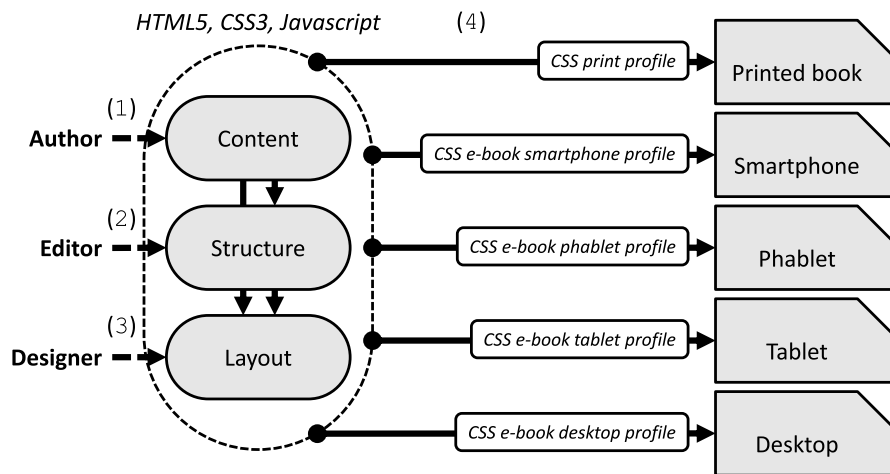 HTML5, CSS3, Javascript
(4)
CSS print profile
Printed book
(1)
Author
Content
CSS e-book smartphone profile
Smartphone
(2)
Editor
Structure
CSS e-book phablet profile
Phablet
(3)
Designer
Layout
CSS e-book tablet profile
Tablet
CSS e-book desktop profile
Desktop